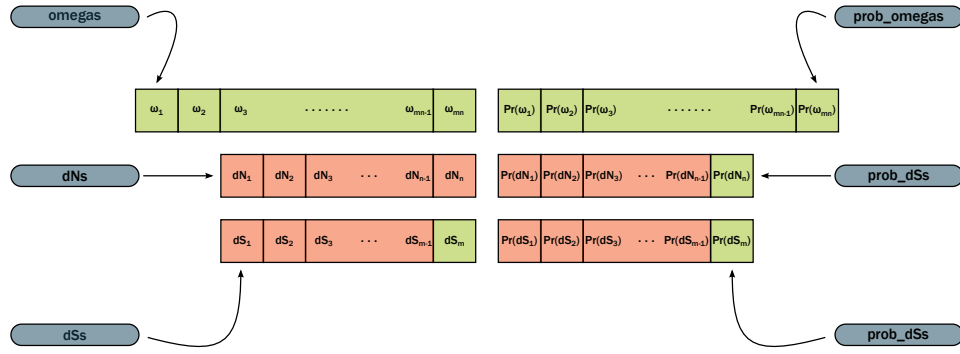 omegas prob_omegas
ω₁ ω₂ ω₃ ······· ωₘₙ₋₁ ωₘₙ Pr(ω₁) Pr(ω₂) Pr(ω₃) ······· Pr(ωₘₙ₋₁) Pr(ωₘₙ)
dNs dN₁ dN₂ dN₃ ··· dNₙ₋₁ dNₙ Pr(dN₁) Pr(dN₂) Pr(dN₃) ··· Pr(dNₙ₋₁) Pr(dNₙ) prob_dSs
dS₁ dS₂ dS₃ ··· dSₘ₋₁ dSₘ Pr(dS₁) Pr(dS₂) Pr(dS₃) ··· Pr(dSₘ₋₁) Pr(dSₘ)
dSs prob_dSs